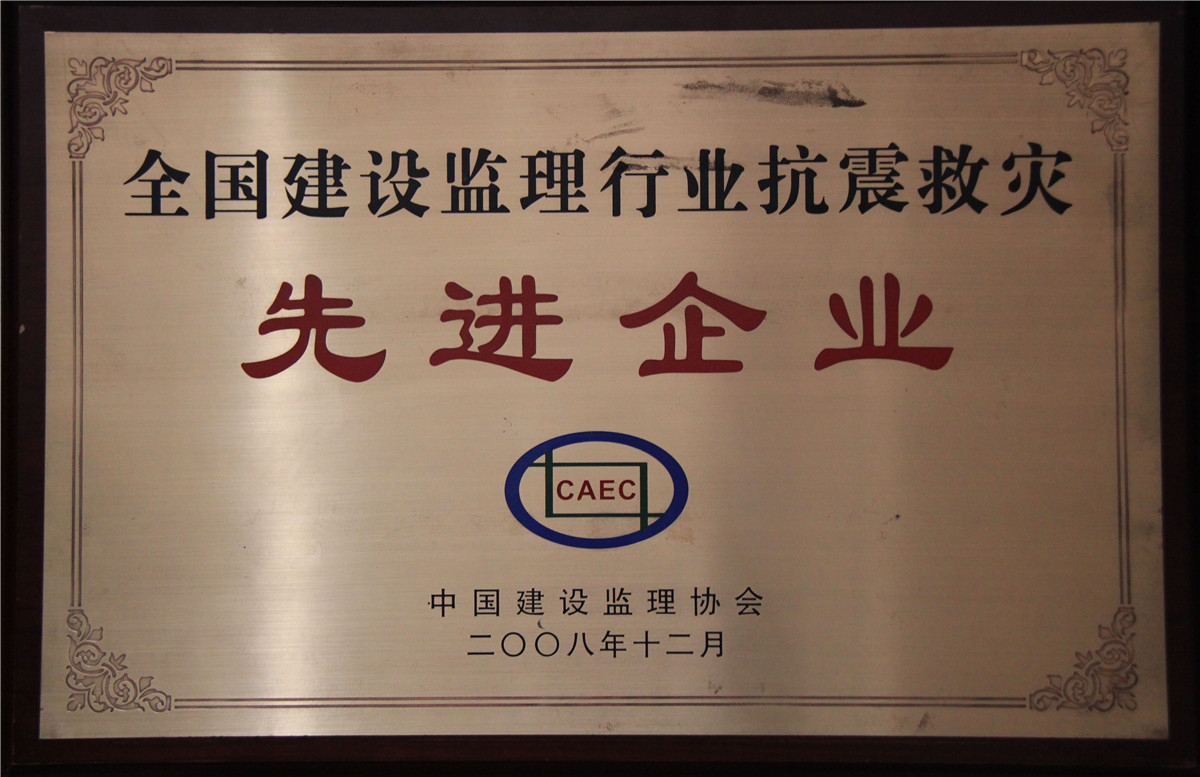 全国建设监理行业抗震救灾
先进企业
CAEC
中国建设监理协会
二〇〇八年十二月